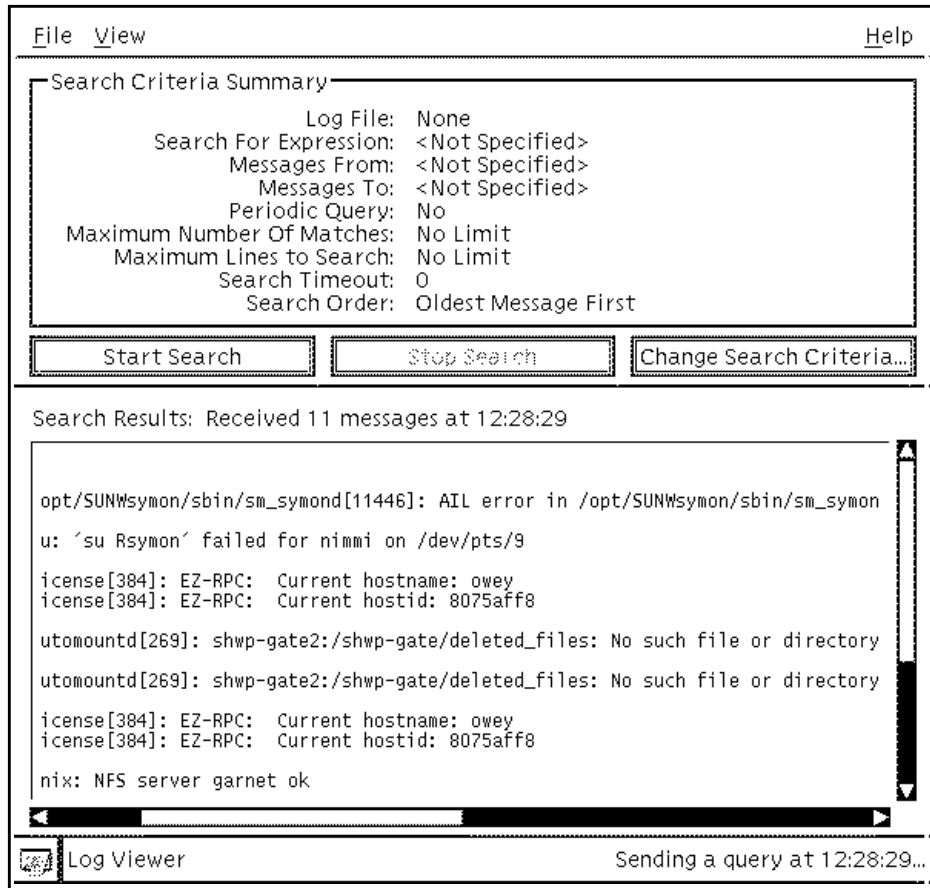 File View Help
Search Criteria Summary
Log File: None
Search For Expression: <Not Specified>
Messages From: <Not Specified>
Messages To: <Not Specified>
Periodic Query: No
Maximum Number Of Matches: No Limit
Maximum Lines to Search: No Limit
Search Timeout: 0
Search Order: Oldest Message First
Start Search Stop Search Change Search Criteria...
Search Results: Received 11 messages at 12:28:29
opt/SUNWsymon/sbin/sm_symond[11446]: AIL error in /opt/SUNWsymon/sbin/sm_symon
u: ´su Rsymon´ failed for nimmi on /dev/pts/9
icense[384]: EZ-RPC: Current hostname: owey
icense[384]: EZ-RPC: Current hostid: 8075aff8
utomountd[269]: shwp-gate2:/shwp-gate/deleted_files: No such file or directory
utomountd[269]: shwp-gate2:/shwp-gate/deleted_files: No such file or directory
icense[384]: EZ-RPC: Current hostname: owey
icense[384]: EZ-RPC: Current hostid: 8075aff8
nix: NFS server garnet ok
Log Viewer Sending a query at 12:28:29...